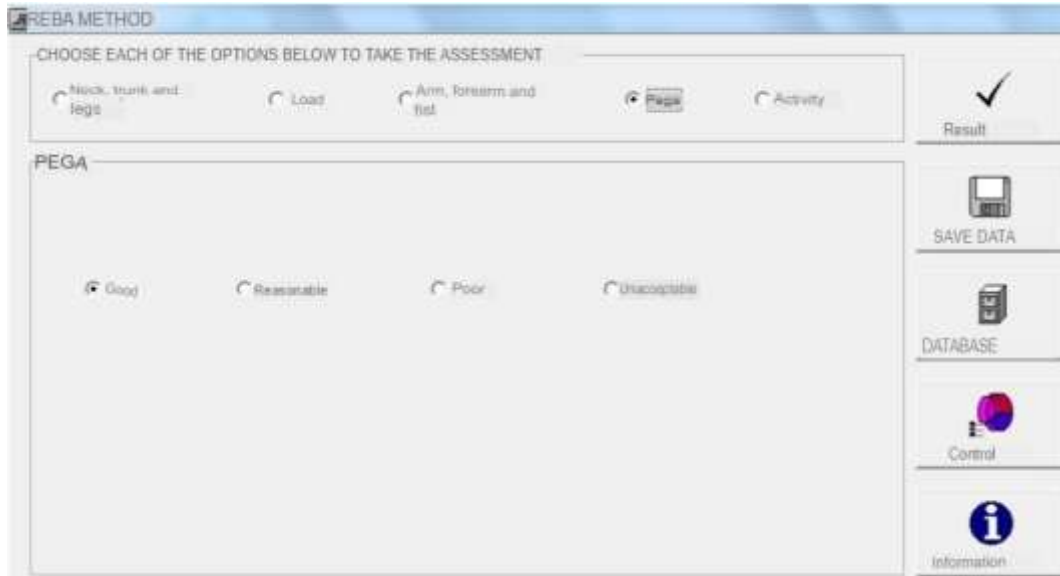 REBA METHOD
CHOOSE EACH OF THE OPTIONS BELOW TO TAKE THE ASSESSMENT
Neck, trunk and
legs
Load
Arm, forearm and
fist
Pega
Activity
Result
PEGA
SAVE DATA
Good
Reasonable
Poor
Unacceptable
DATABASE
Control
Information